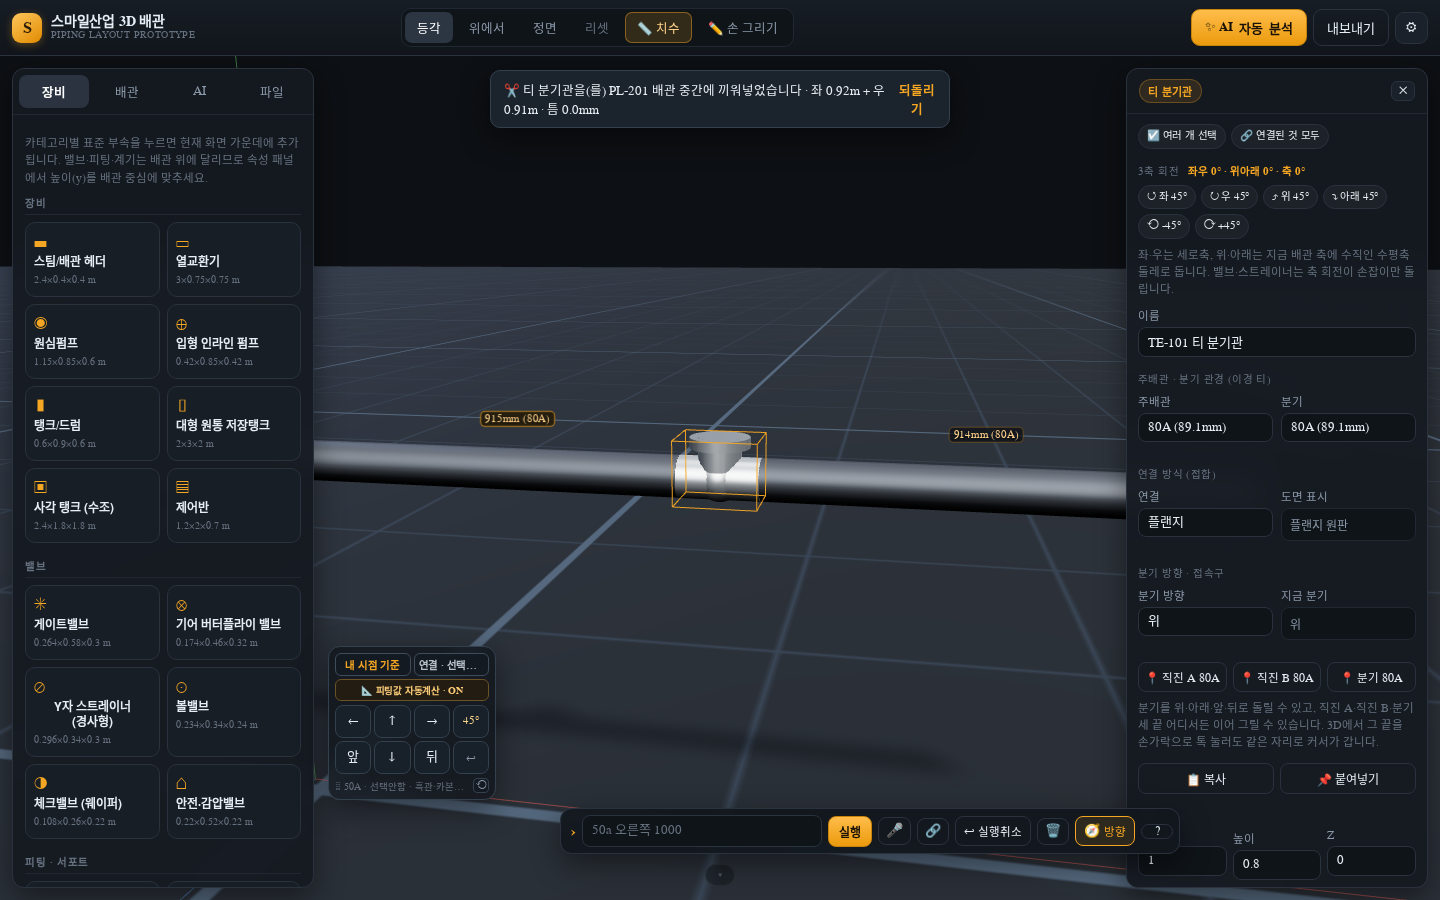 S
스마일산업 3D 배관
PIPING LAYOUT PROTOTYPE
등각
위에서
정면
리셋
📏 치수
✏️ 손 그리기
✨ AI 자동 분석
내보내기
장비
배관
AI
파일
카테고리별 표준 부속을 누르면 현재 화면 가운데에 추가
됩니다. 밸브·피팅·계기는 배관 위에 달리므로 속성 패널
에서 높이(y)를 배관 중심에 맞추세요.
장비
스팀/배관 헤더
2.4×0.4×0.4 m
열교환기
3×0.75×0.75 m
원심펌프
1.15×0.85×0.6 m
입형 인라인 펌프
0.42×0.85×0.42 m
탱크/드럼
0.6×0.9×0.6 m
대형 원통 저장탱크
2×3×2 m
사각 탱크 (수조)
2.4×1.8×1.8 m
제어반
1.2×2×0.7 m
밸브
게이트밸브
0.264×0.58×0.3 m
기어 버터플라이 밸브
0.174×0.46×0.32 m
Y자 스트레이너
(경사형)
0.296×0.34×0.3 m
볼밸브
0.234×0.34×0.24 m
체크밸브 (웨이퍼)
0.108×0.26×0.22 m
안전·감압밸브
0.22×0.52×0.22 m
피팅 · 서포트
✂️ 티 분기관을(를) PL-201 배관 중간에 끼워넣었습니다 · 좌 0.92m + 우
0.91m · 틈 0.0mm
되돌리
기
915mm (80A)
914mm (80A)
내 시점 기준
연결 · 선택…
📐 피팅값 자동계산 · ON
←
↑
→
45°
앞
↓
뒤
↩
⠿ 50A · 선택안함 · 흑관·카본…
› 50a 오른쪽 1000
실행
↩ 실행취소
🧭 방향
?
티 분기관
✕
☑️ 여러 개 선택
🔗 연결된 것 모두
3축 회전 좌우 0° · 위아래 0° · 축 0°
↺ 좌 45°
↻ 우 45°
⤴ 위 45°
⤵ 아래 45°
⟲ -45°
⟳ +45°
좌·우는 세로축, 위·아래는 지금 배관 축에 수직인 수평축
둘레로 돕니다. 밸브·스트레이너는 축 회전이 손잡이만 돌
립니다.
이름
TE-101 티 분기관
주배관 · 분기 관경 (이경 티)
주배관
분기
80A (89.1mm)
80A (89.1mm)
연결 방식 (접합)
연결
도면 표시
플랜지
플랜지 원판
분기 방향 · 접속구
분기 방향
지금 분기
위
위
📍 직진 A 80A
📍 직진 B 80A
📍 분기 80A
분기를 위·아래·앞·뒤로 돌릴 수 있고, 직진 A·직진 B·분기
세 끝 어디서든 이어 그릴 수 있습니다. 3D에서 그 끝을
손가락으로 톡 눌러도 같은 자리로 커서가 갑니다.
📋 복사
📌 붙여넣기
높이
Z
1
0.8
0